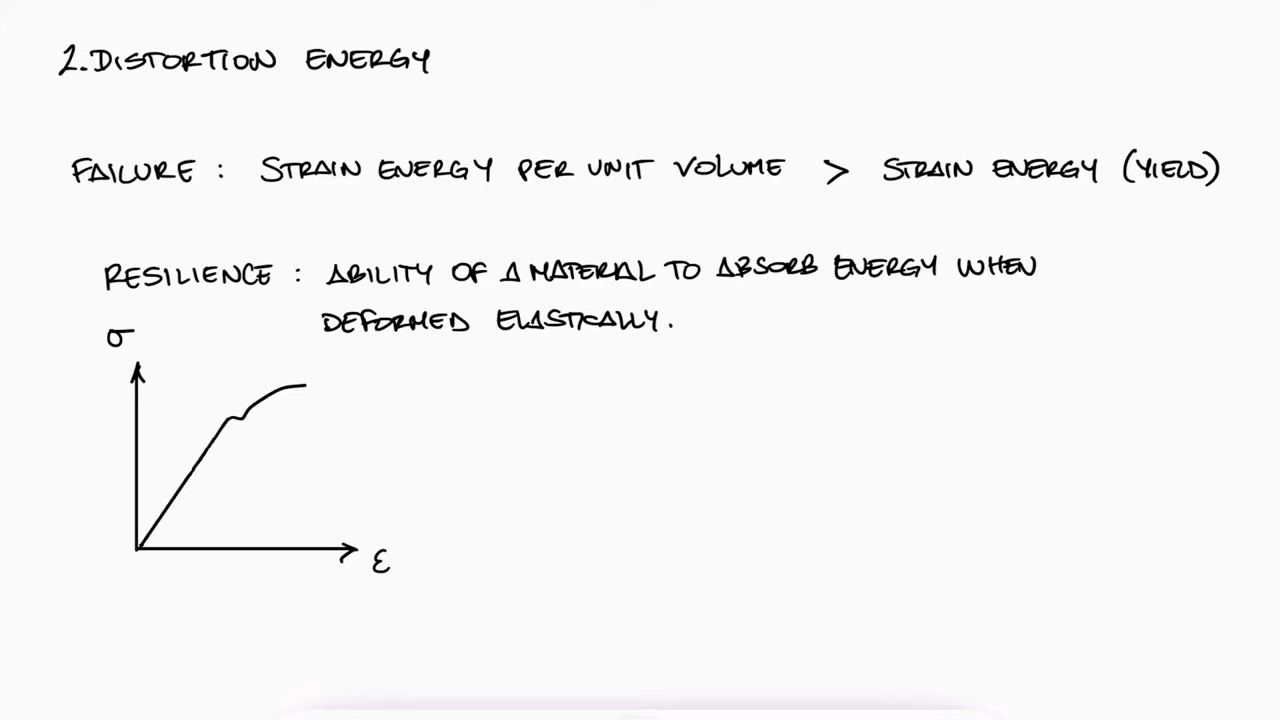 2. DISTORTION ENERGY
FAILURE : STRAIN ENERGY PER UNIT VOLUME > STRAIN ENERGY (YIELD)
RESILIENCE : ABILITY OF A MATERIAL TO ABSORB ENERGY WHEN
DEFORMED ELASTICALLY.
σ
ε